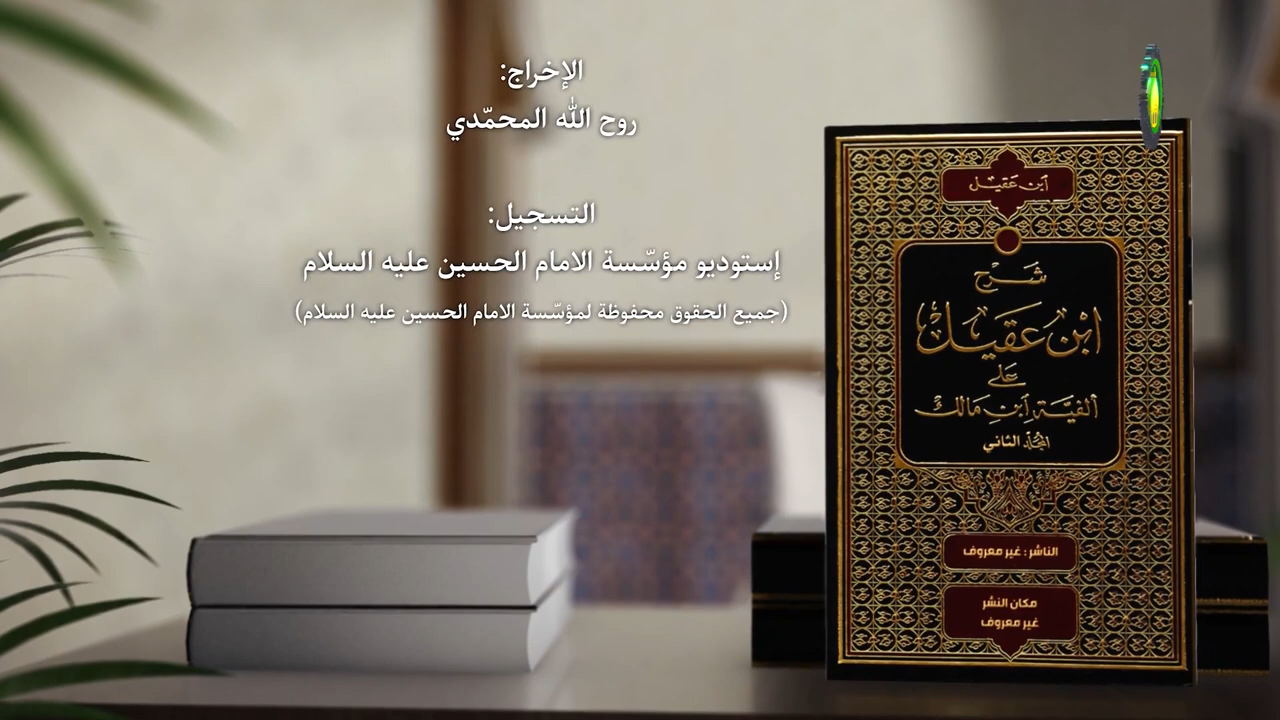 الإخراج:
روح الله المحمّدي
التسجيل:
إستوديو مؤسّسة الامام الحسين عليه السلام
(جميع الحقوق محفوظة لمؤسّسة الامام الحسين عليه السلام)
ابن عقيل
شرح
ابن عقيل
على
ألفيّة ابن مالك
المجلّد الثاني
الناشر : غير معروف
مكان النشر
غير معروف